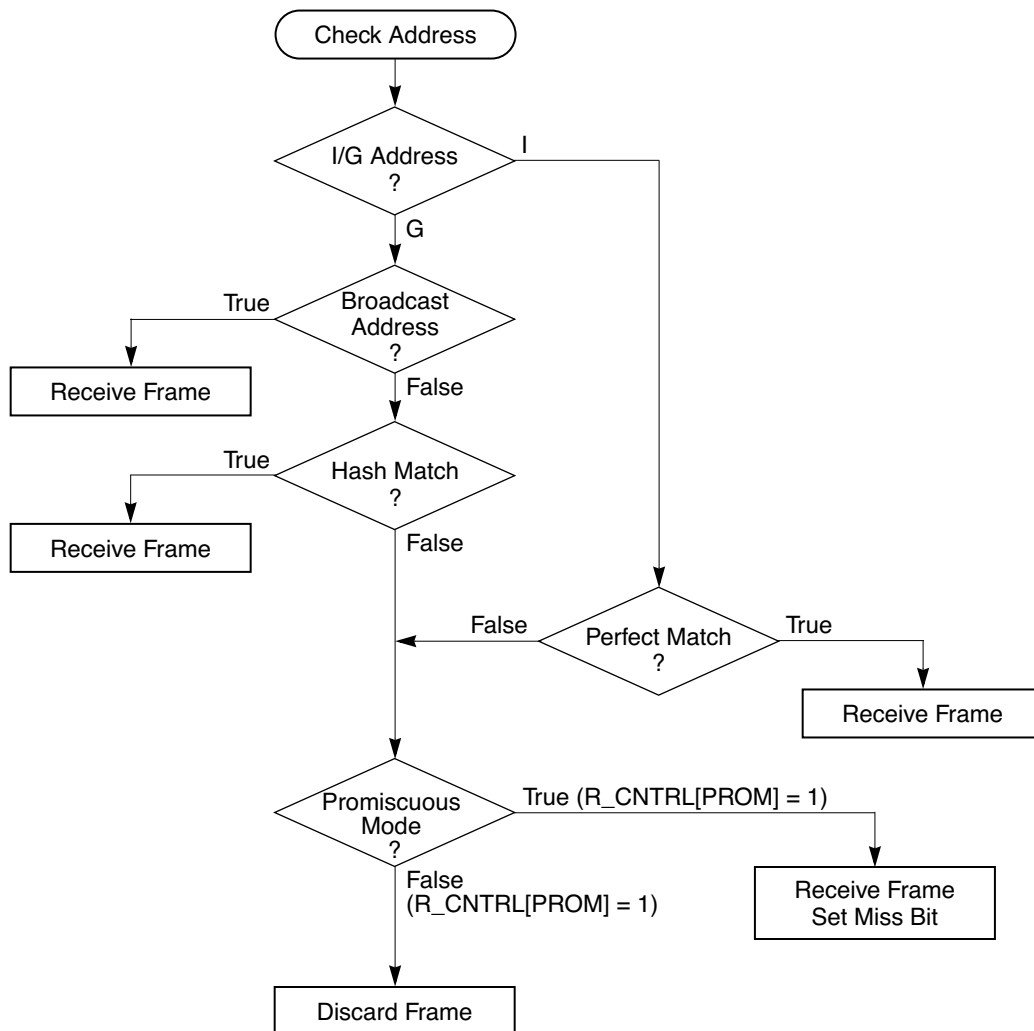 Check Address
I/G Address
?
I
G
Broadcast
Address
?
True
Receive Frame
False
Hash Match
?
True
Receive Frame
False
Perfect Match
?
False
True
Receive Frame
Promiscuous
Mode
?
True (R_CNTRL[PROM] = 1)
Receive Frame
Set Miss Bit
False
(R_CNTRL[PROM] = 1)
Discard Frame